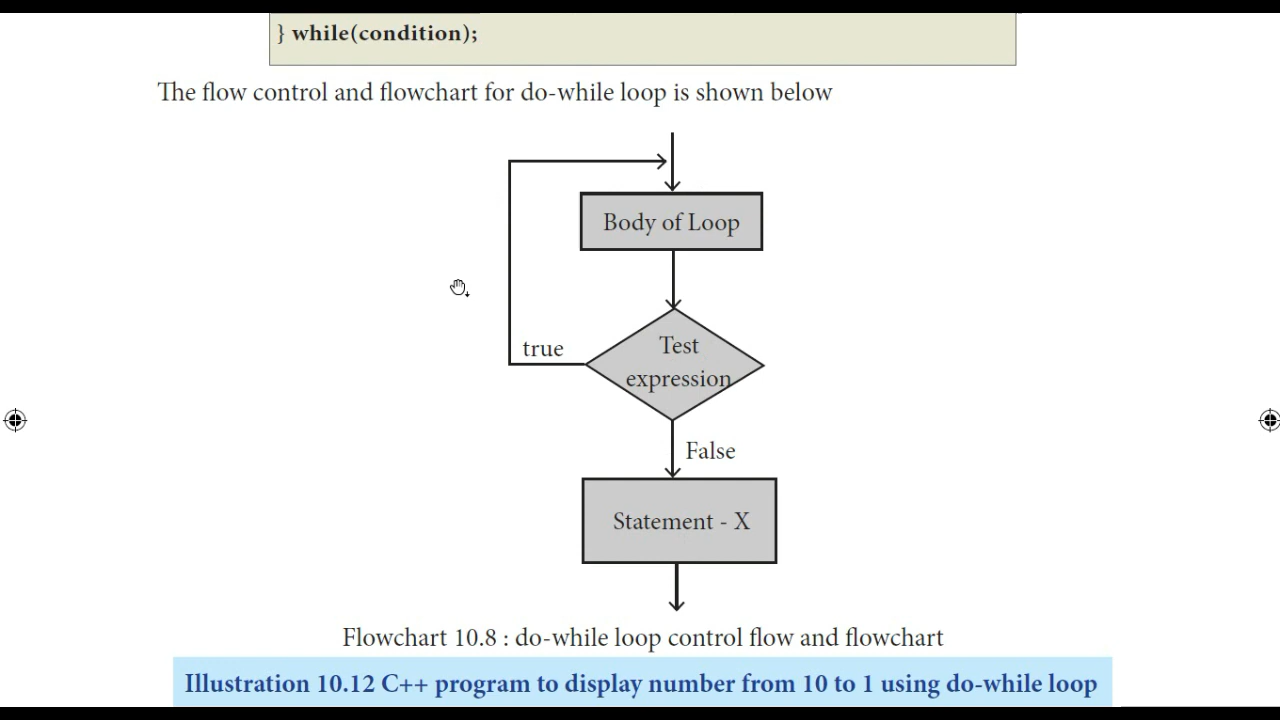 } while(condition);
The flow control and flowchart for do-while loop is shown below
Body of Loop
Test
expression
true
False
Statement - X
Flowchart 10.8 : do-while loop control flow and flowchart
Illustration 10.12 C++ program to display number from 10 to 1 using do-while loop